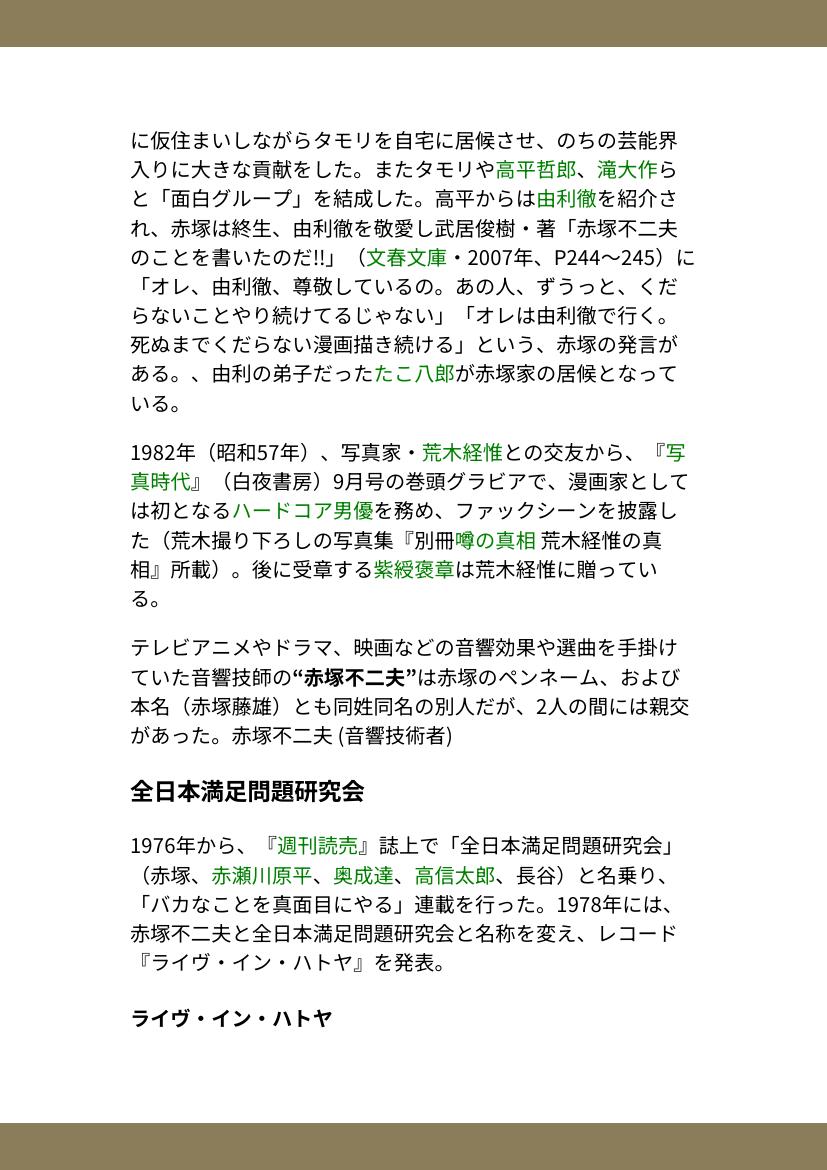 に仮住まいしながらタモリを自宅に居候させ、のちの芸能界
入りに大きな貢献をした。またタモリや高平哲郎、滝大作ら
と「面白グループ」を結成した。高平からは由利徹を紹介さ
れ、赤塚は終生、由利徹を敬愛し武居俊樹・著「赤塚不二夫
のことを書いたのだ!!」（文春文庫・2007年、P244〜245）に
「オレ、由利徹、尊敬しているの。あの人、ずうっと、くだ
らないことやり続けてるじゃない」「オレは由利徹で行く。
死ぬまでくだらない漫画描き続ける」という、赤塚の発言が
ある。、由利の弟子だったたこ八郎が赤塚家の居候となって
いる。
1982年（昭和57年）、写真家・荒木経惟との交友から、『写
真時代』（白夜書房）9月号の巻頭グラビアで、漫画家として
は初となるハードコア男優を務め、ファックシーンを披露し
た（荒木撮り下ろしの写真集『別冊噂の真相 荒木経惟の真
相』所載）。後に受章する紫綬褒章は荒木経惟に贈ってい
る。
テレビアニメやドラマ、映画などの音響効果や選曲を手掛け
ていた音響技師の“赤塚不二夫”は赤塚のペンネーム、および
本名（赤塚藤雄）とも同姓同名の別人だが、2人の間には親交
があった。赤塚不二夫 (音響技術者)
全日本満足問題研究会
1976年から、『週刊読売』誌上で「全日本満足問題研究会」
（赤塚、赤瀬川原平、奥成達、高信太郎、長谷）と名乗り、
「バカなことを真面目にやる」連載を行った。1978年には、
赤塚不二夫と全日本満足問題研究会と名称を変え、レコード
『ライヴ・イン・ハトヤ』を発表。
ライヴ・イン・ハトヤ